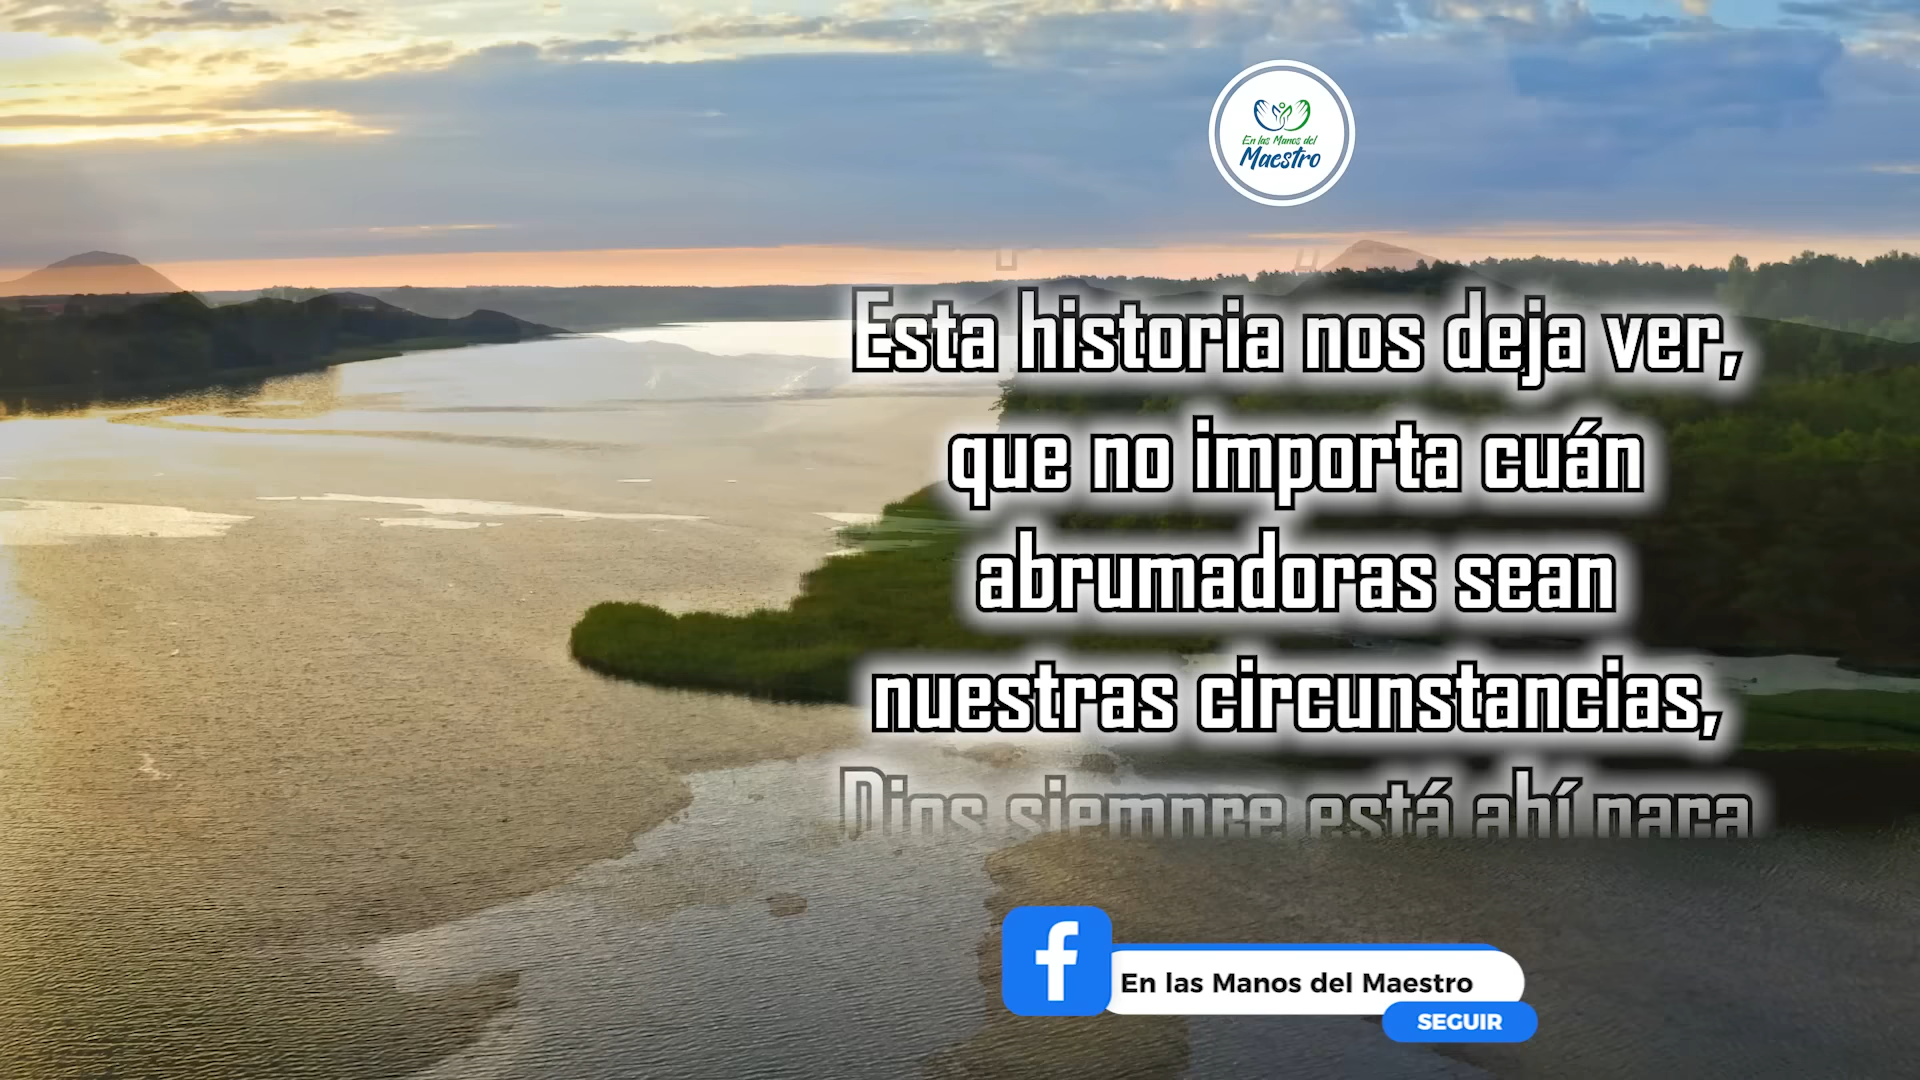 En las Manos del
Maestro
Esta historia nos deja ver,
que no importa cuán
abrumadoras sean
nuestras circunstancias,
Dios siempre está ahí para
En las Manos del Maestro
SEGUIR